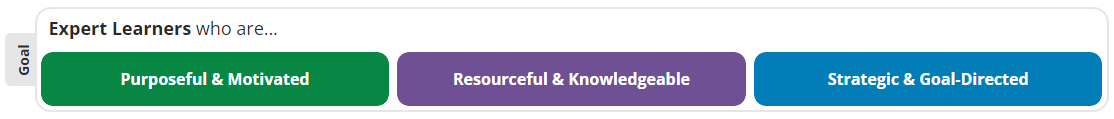 Goal
Expert Learners who are...
Purposeful & Motivated
Resourceful & Knowledgeable
Strategic & Goal-Directed